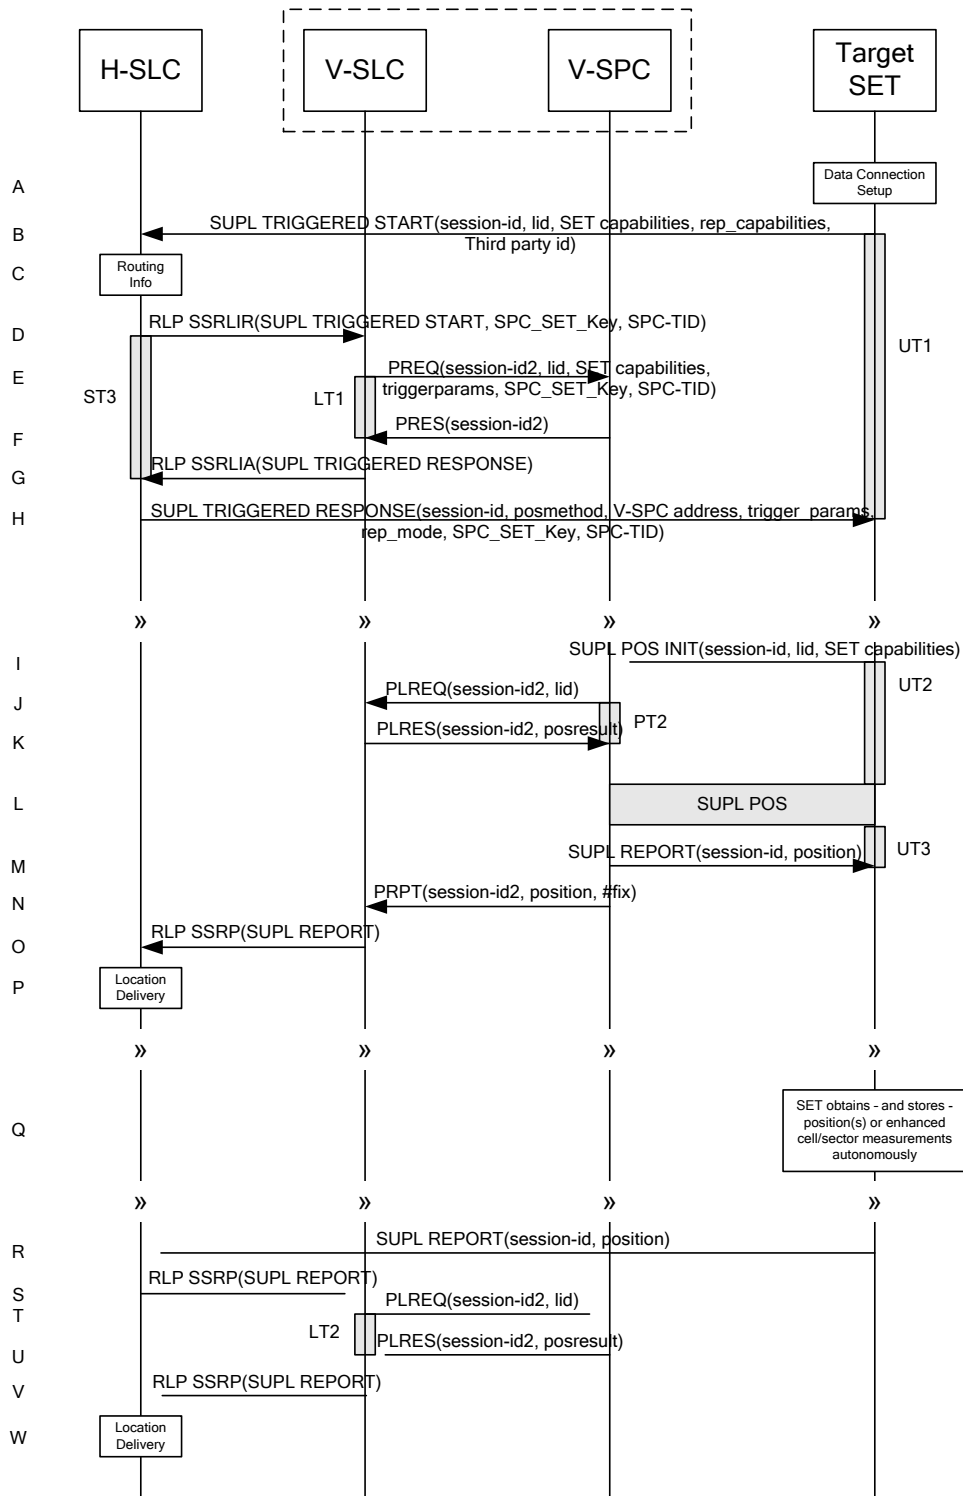 H-SLC
V-SLC
V-SPC
Target
SET
A
Data Connection
Setup
B
SUPL TRIGGERED START(session-id, lid, SET capabilities, rep_capabilities,
Third party id)
C
Routing
Info
D
RLP SSRLIR(SUPL TRIGGERED START, SPC_SET_Key, SPC-TID)
UT1
E
PREQ(session-id2, lid, SET capabilities,
triggerparams, SPC_SET_Key, SPC-TID)
ST3
LT1
F
PRES(session-id2)
G
RLP SSRLIA(SUPL TRIGGERED RESPONSE)
H
SUPL TRIGGERED RESPONSE(session-id, posmethod, V-SPC address, trigger_params,
rep_mode, SPC_SET_Key, SPC-TID)
» » » »
I
SUPL POS INIT(session-id, lid, SET capabilities)
UT2
J
PLREQ(session-id2, lid)
PT2
K
PLRES(session-id2, posresult)
L
SUPL POS
M
SUPL REPORT(session-id, position)
UT3
N
PRPT(session-id2, position, #fix)
O
RLP SSRP(SUPL REPORT)
P
Location
Delivery
» » » »
Q
SET obtains - and stores -
position(s) or enhanced
cell/sector measurements
autonomously
» » » »
R
SUPL REPORT(session-id, position)
S
RLP SSRP(SUPL REPORT)
T
PLREQ(session-id2, lid)
LT2
U
PLRES(session-id2, posresult)
V
RLP SSRP(SUPL REPORT)
W
Location
Delivery